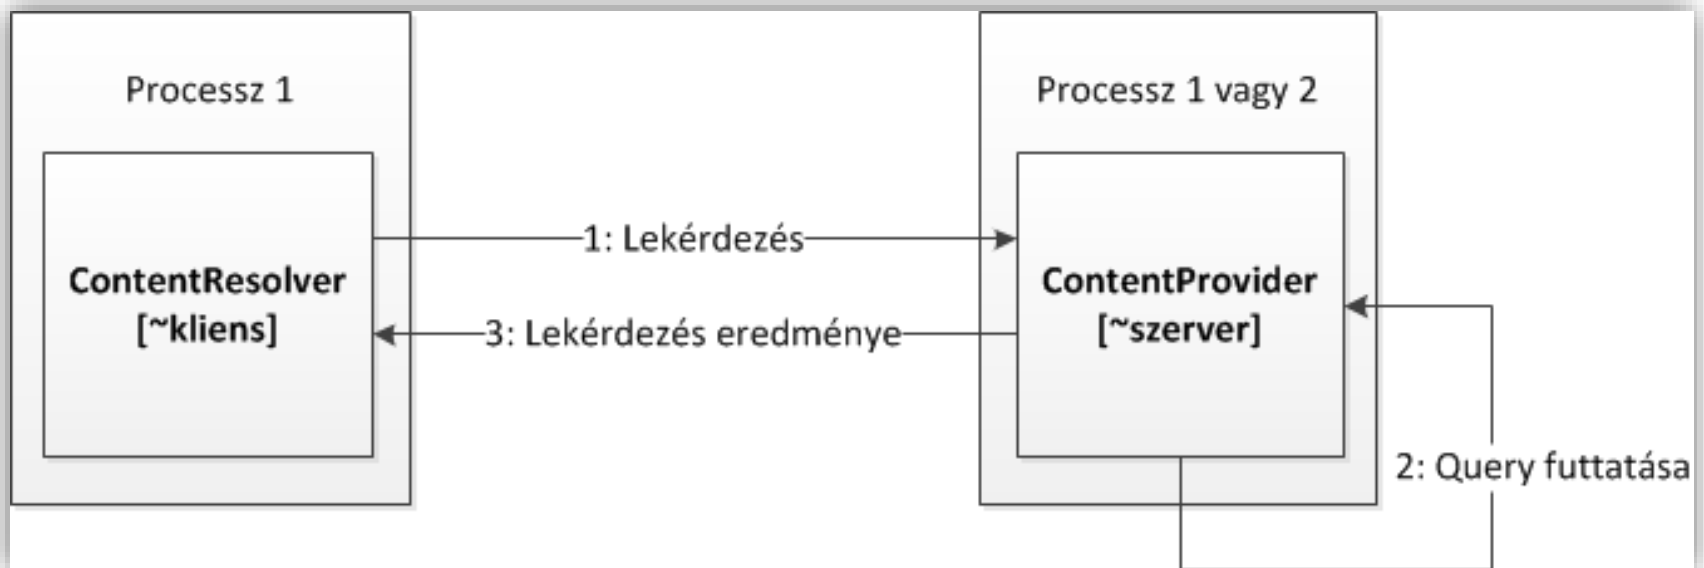 Processz 1
Processz 1 vagy 2
1: Lekérdezés
ContentResolver
[~kliens]
ContentProvider
[~szerver]
3: Lekérdezés eredménye
2: Query futtatása